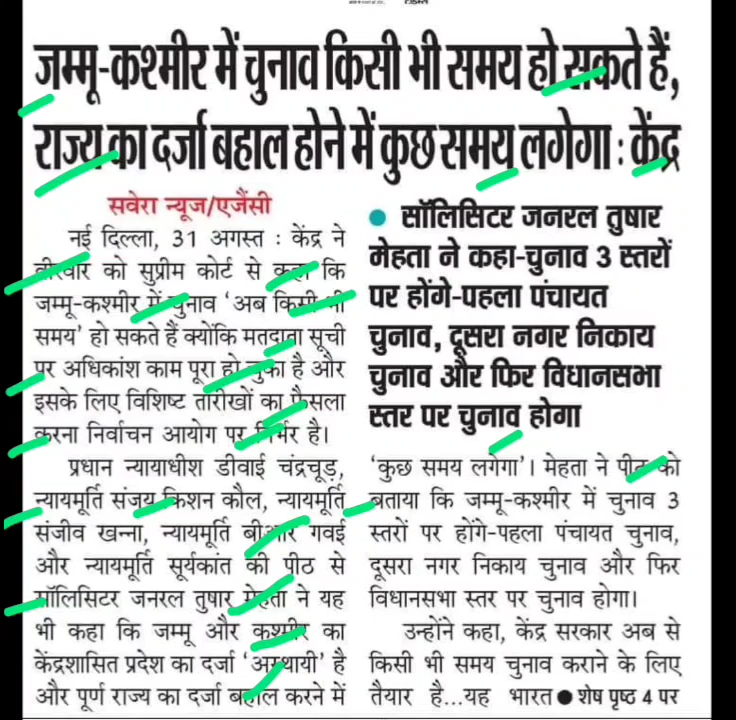 जम्मू-कश्मीर में चुनाव किसी भी समय हो सकते हैं,
राज्य का दर्जा बहाल होने में कुछ समय लगेगा : केंद्र
सवेरा न्यूज/एजैंसी
नई दिल्ला, 31 अगस्त : केंद्र ने
वीरवार को सुप्रीम कोर्ट से कहा कि
जम्मू-कश्मीर में चुनाव ‘अब किसी भी
समय’ हो सकते हैं क्योंकि मतदाता सूची
पर अधिकांश काम पूरा हो चुका है और
इसके लिए विशिष्ट तारीखों का फैसला
करना निर्वाचन आयोग पर निर्भर है।
प्रधान न्यायाधीश डीवाई चंद्रचूड़,
न्यायमूर्ति संजय किशन कौल, न्यायमूर्ति
संजीव खन्ना, न्यायमूर्ति बीआर गवई
और न्यायमूर्ति सूर्यकांत की पीठ से
सॉलिसिटर जनरल तुषार मेहता ने यह
भी कहा कि जम्मू और कश्मीर का
केंद्रशासित प्रदेश का दर्जा ‘अस्थायी’ है
और पूर्ण राज्य का दर्जा बहाल करने में
● सॉलिसिटर जनरल तुषार
मेहता ने कहा-चुनाव 3 स्तरों
पर होंगे-पहला पंचायत
चुनाव, दूसरा नगर निकाय
चुनाव और फिर विधानसभा
स्तर पर चुनाव होगा
‘कुछ समय लगेगा’। मेहता ने पीठ को
बताया कि जम्मू-कश्मीर में चुनाव 3
स्तरों पर होंगे-पहला पंचायत चुनाव,
दूसरा नगर निकाय चुनाव और फिर
विधानसभा स्तर पर चुनाव होगा।
उन्होंने कहा, केंद्र सरकार अब से
किसी भी समय चुनाव कराने के लिए
तैयार है...यह भारत ● शेष पृष्ठ 4 पर